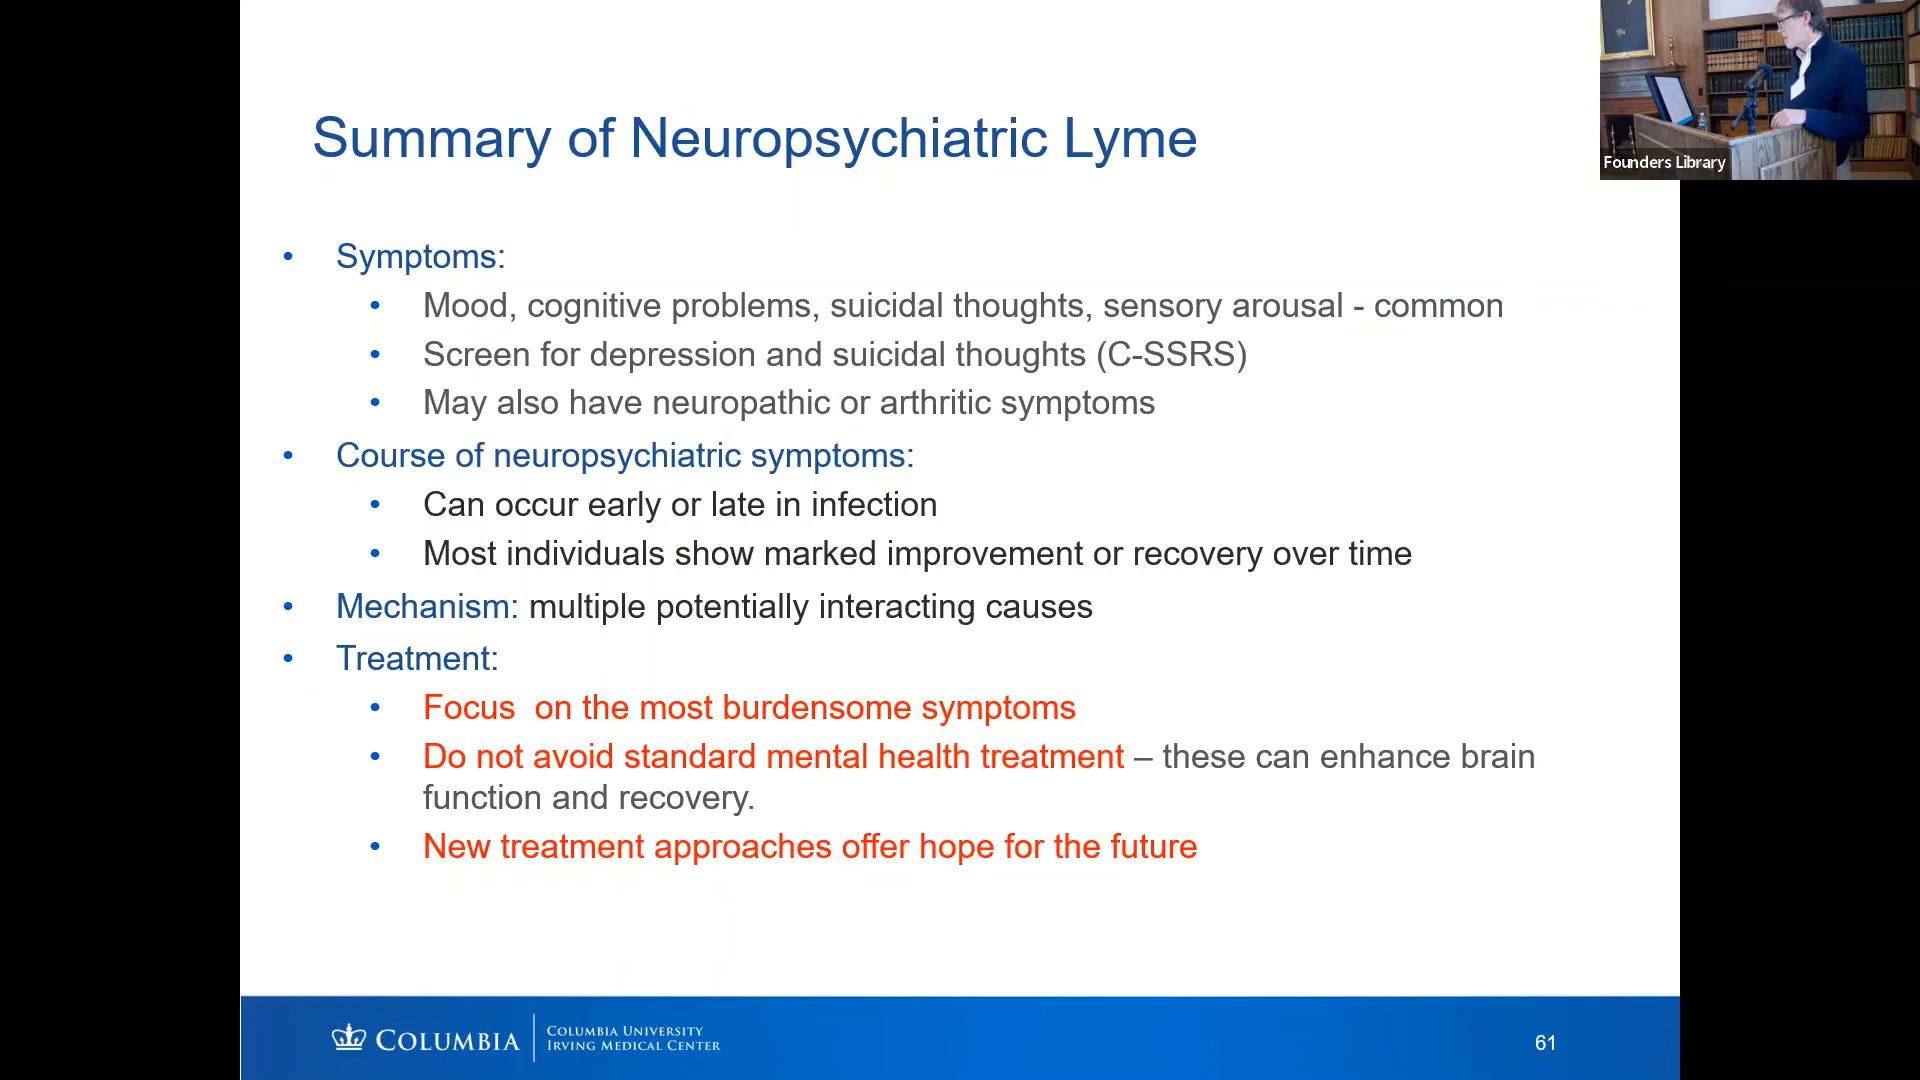 Founders Library
Summary of Neuropsychiatric Lyme
• Symptoms:
• Mood, cognitive problems, suicidal thoughts, sensory arousal - common
• Screen for depression and suicidal thoughts (C-SSRS)
• May also have neuropathic or arthritic symptoms
• Course of neuropsychiatric symptoms:
• Can occur early or late in infection
• Most individuals show marked improvement or recovery over time
• Mechanism: multiple potentially interacting causes
• Treatment:
• Focus  on the most burdensome symptoms
• Do not avoid standard mental health treatment – these can enhance brain
function and recovery.
• New treatment approaches offer hope for the future
COLUMBIA
COLUMBIA UNIVERSITY
IRVING MEDICAL CENTER
61